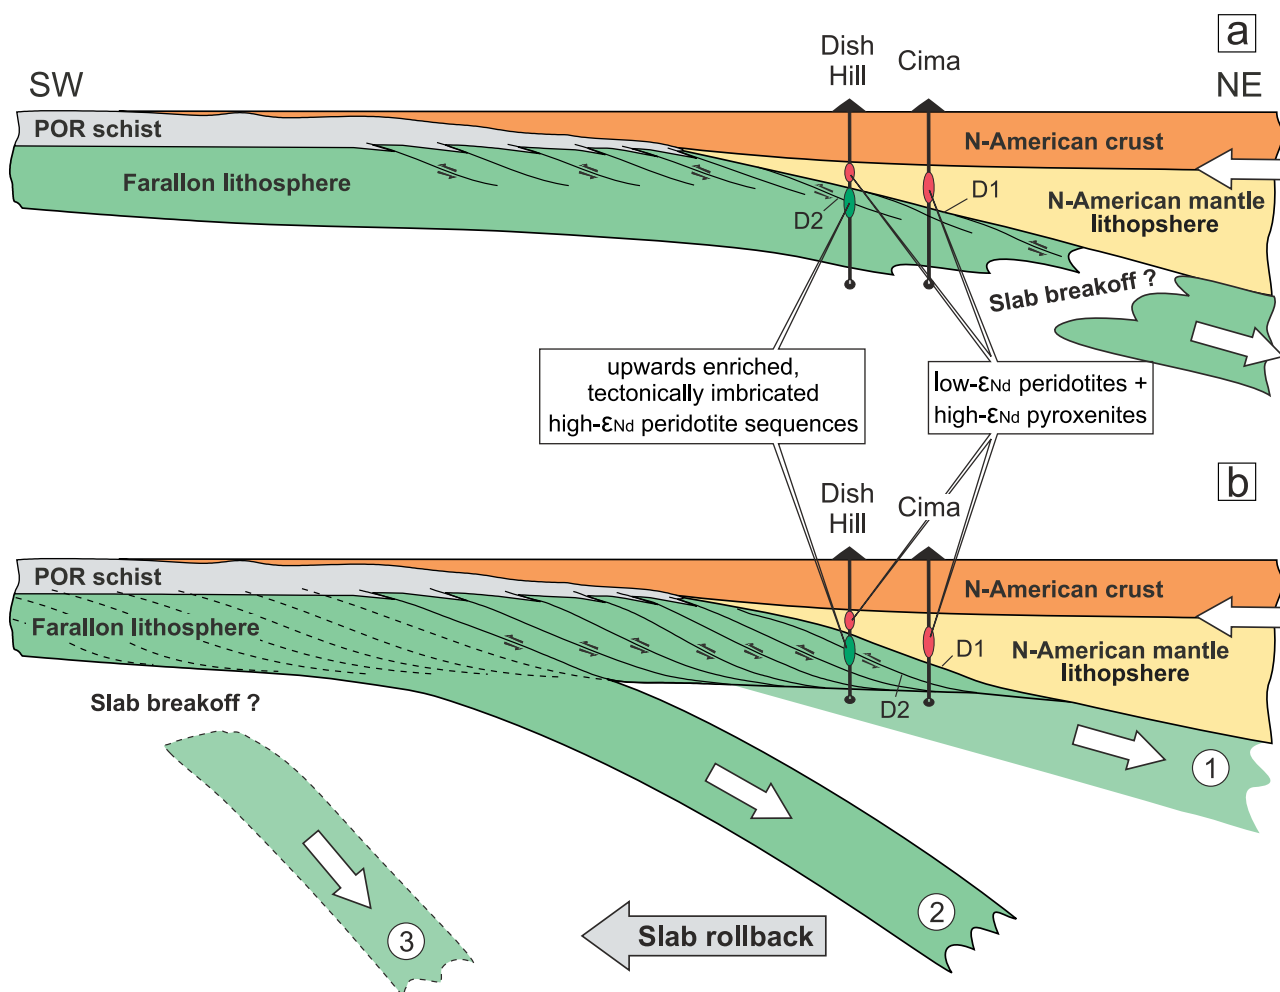 a
SW
Dish
Hill
Cima
NE
POR schist
N-American crust
Farallon lithosphere
D1
D2
N-American mantle
lithopshere
Slab breakoff ?
upwards enriched,
tectonically imbricated
high-εNd peridotite sequences
low-εNd peridotites +
high-εNd pyroxenites
b
Dish
Hill
Cima
POR schist
N-American crust
Farallon lithosphere
D1
N-American mantle
lithopshere
D2
Slab breakoff ?
1
2
3
Slab rollback